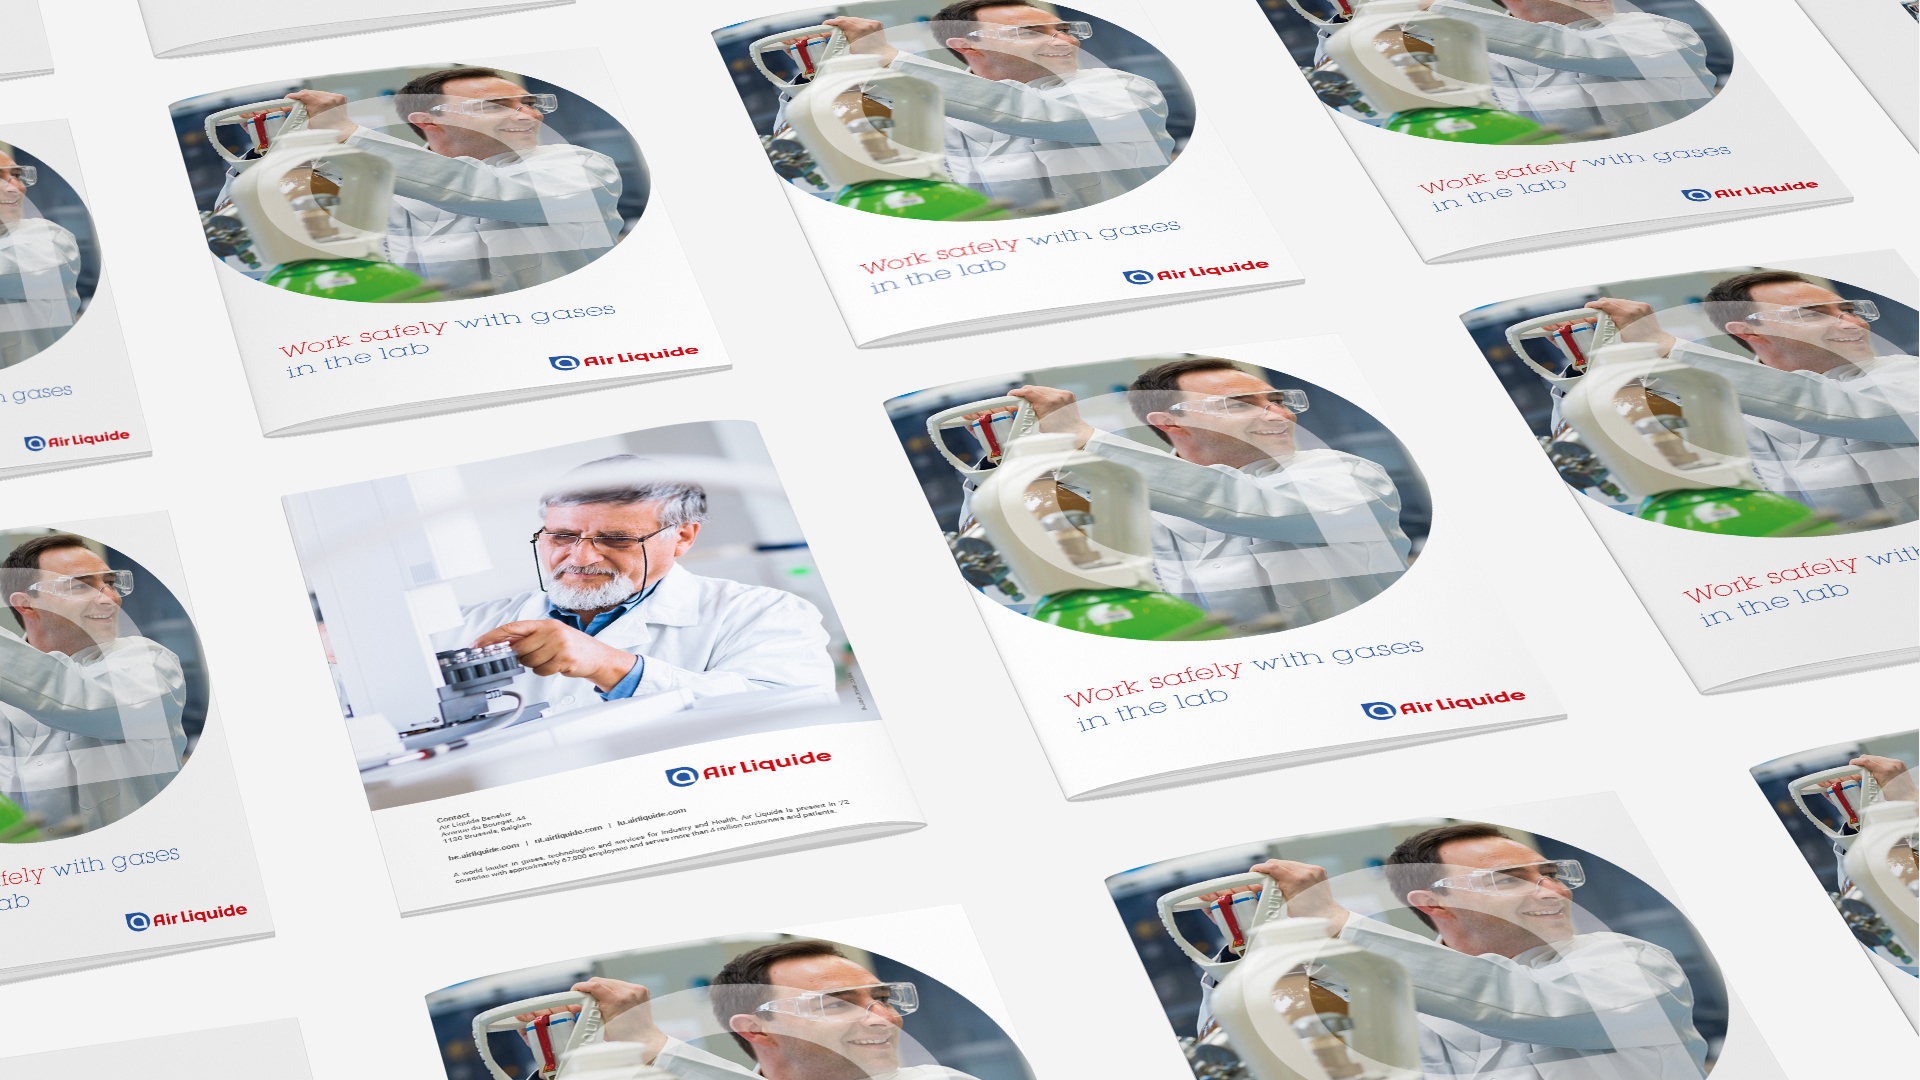 Work safely with gases
in the lab
Air Liquide
Work safely with gases
in the lab
Air Liquide
Work safely with gases
in the lab
Air Liquide
gases
Air Liquide
Air Liquide
Contact
Air Liquide Benelux
Avenue du Bourget, 44
1130 Brussels, Belgium
be.airliquide.com | nl.airliquide.com | lu.airliquide.com
A world leader in gases, technologies and services for Industry and Health, Air Liquide is present in 72
countries with approximately 67,000 employees and serves more than 4 million customers and patients.
Work safely with gases
in the lab
Air Liquide
Work safely with
in the lab
with gases
lab
Air Liquide